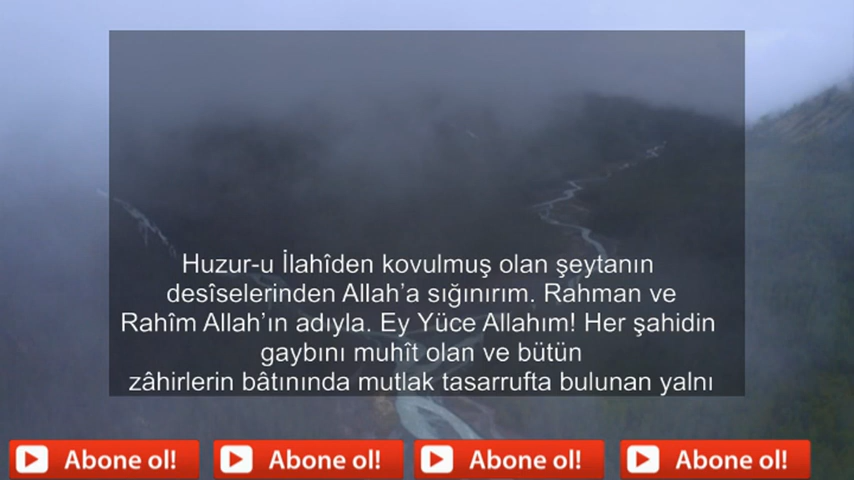 Huzur-u İlahîden kovulmuş olan şeytanın
desîselerinden Allah'a sığınırım. Rahman ve
Rahîm Allah'ın adıyla. Ey Yüce Allahım! Her şahidin
gaybını muhît olan ve bütün
zâhirlerin bâtınında mutlak tasarrufta bulunan yalnı
Abone ol! Abone ol! Abone ol! Abone ol!